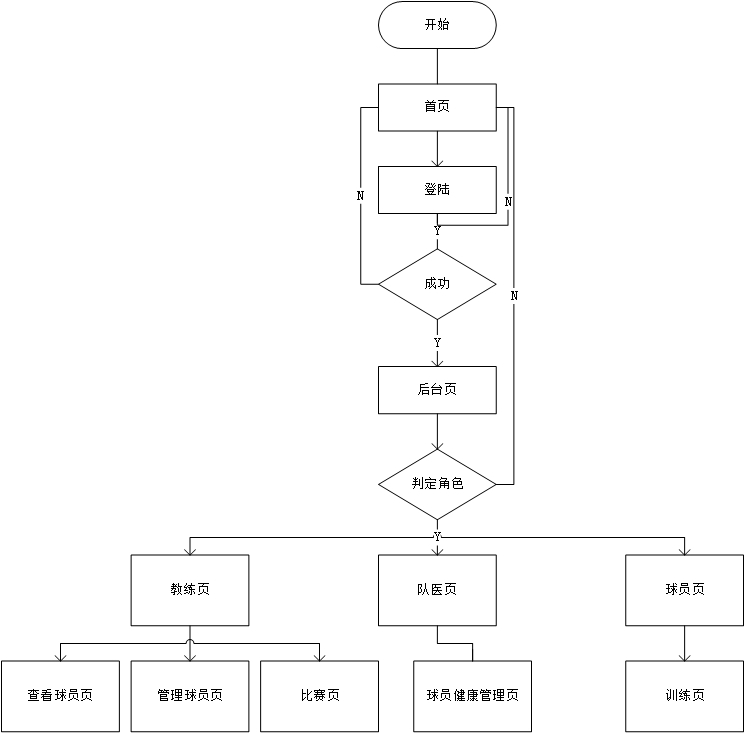 开始
首页
N
登陆
N
Y
成功
N
Y
后台页
判定角色
Y
教练页
队医页
球员页
查看球员页
管理球员页
比赛页
球员健康管理页
训练页